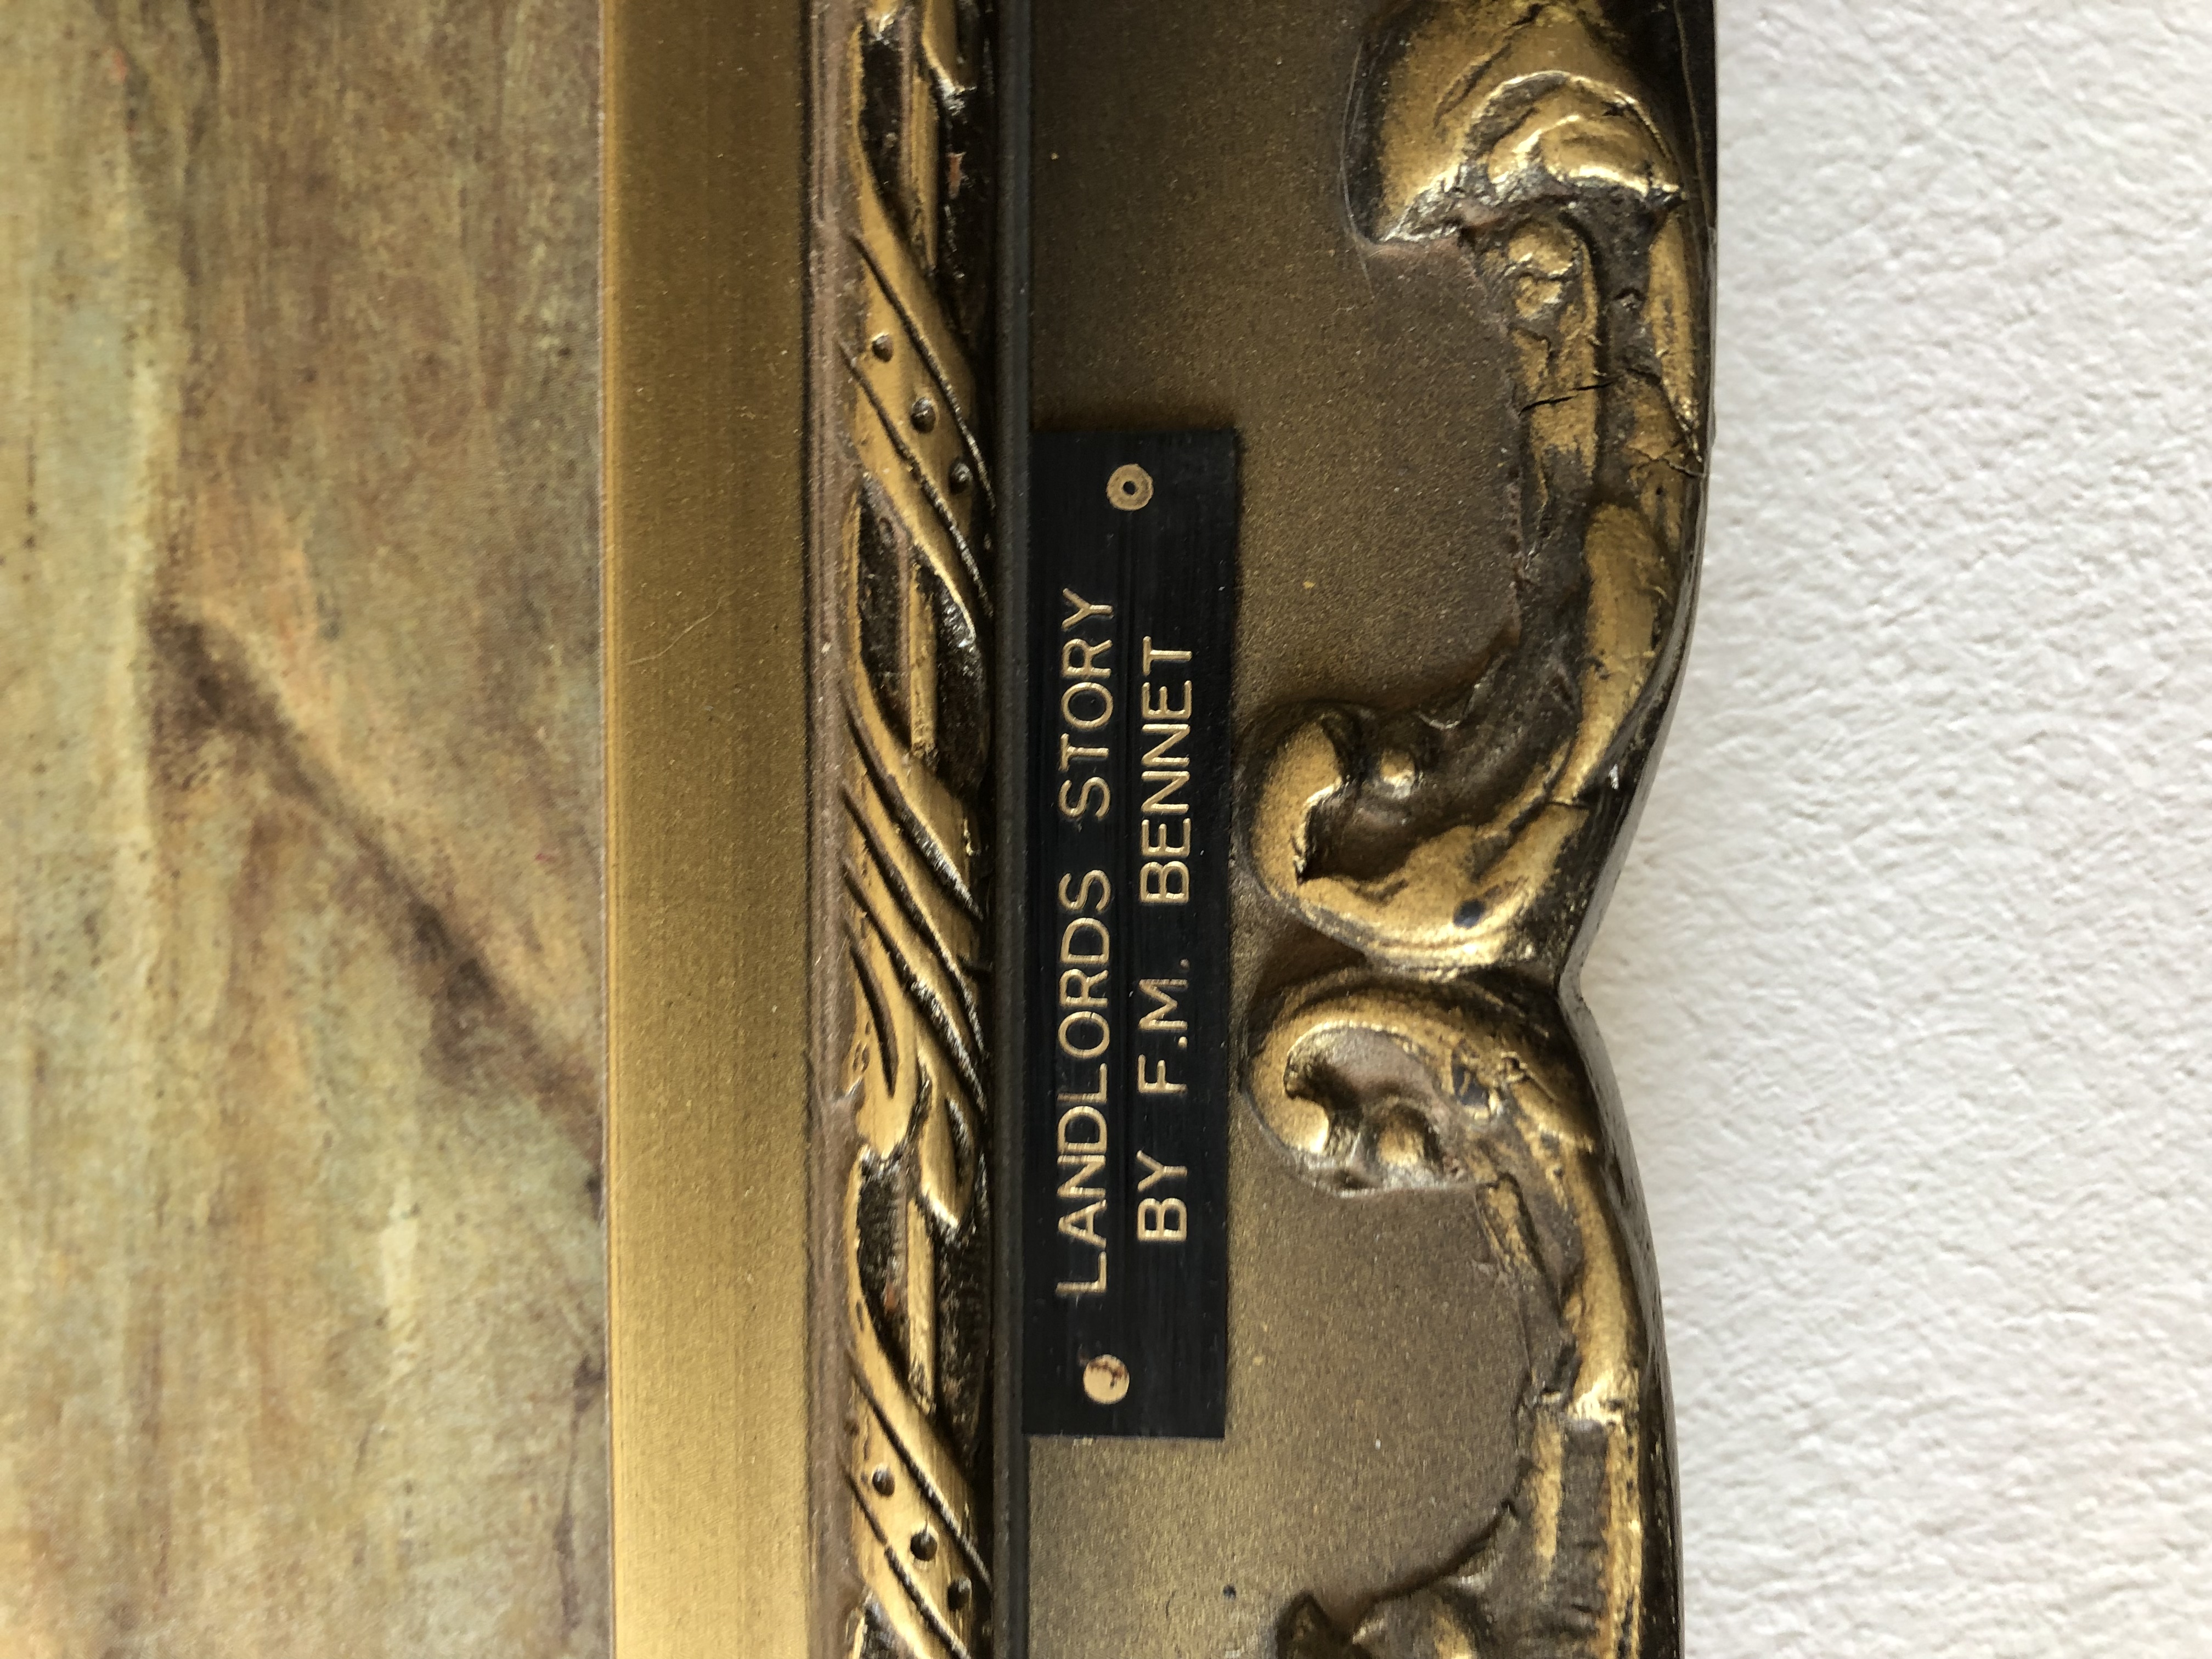 LANDLORDS STORY
BY F.M. BENNET